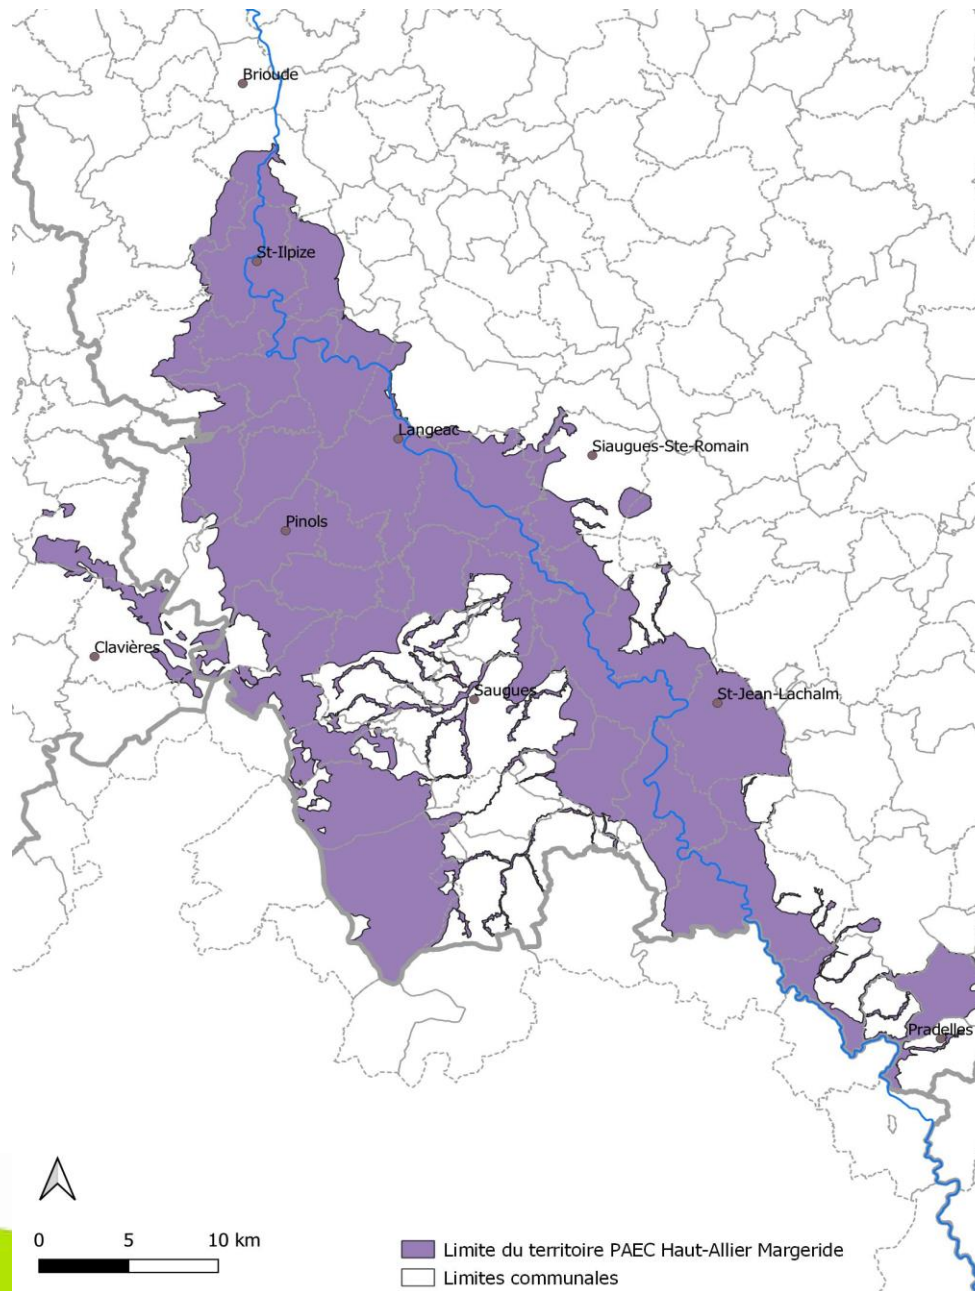 Brioude
St-Ilpize
Langeac
Siaugues-Ste-Romain
Pinols
Clavières
Saugues
St-Jean-Lachalm
Pradelles
0 5 10 km
Limite du territoire PAEC Haut-Allier Margeride
Limites communales